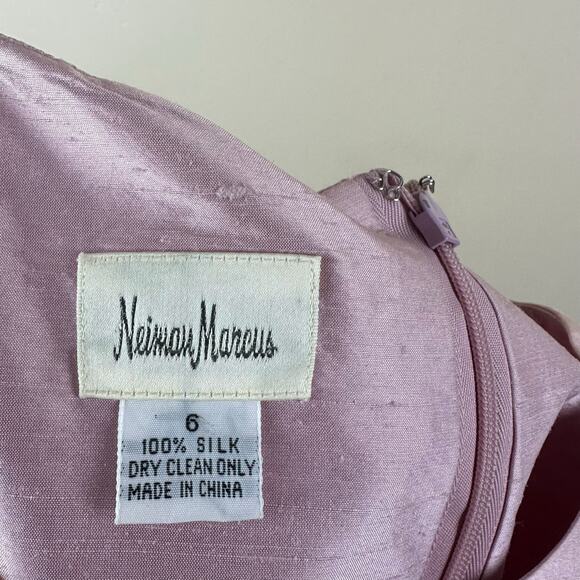 Neiman Marcus
6
100% SILK
DRY CLEAN ONLY
MADE IN CHINA